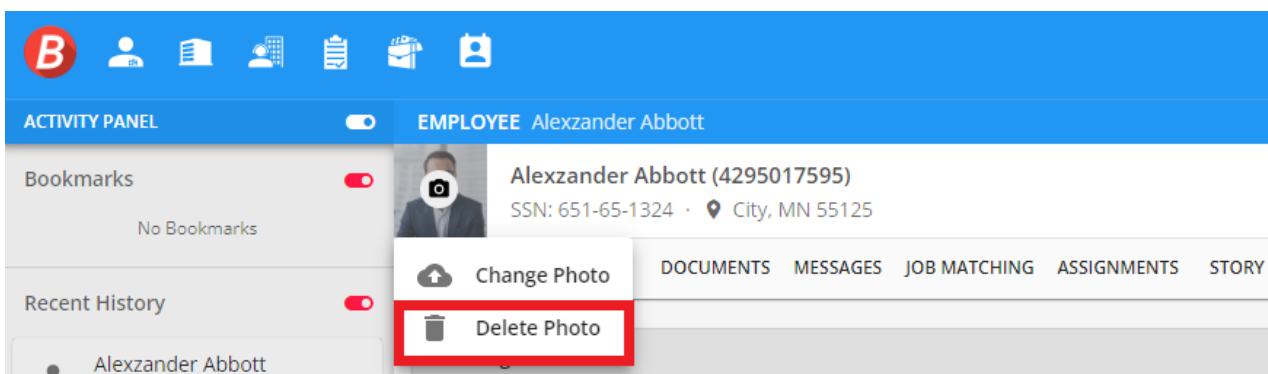 B
ACTIVITY PANEL
EMPLOYEE Alexzander Abbott
Bookmarks
No Bookmarks
Recent History
Alexzander Abbott
Alexzander Abbott (4295017595)
SSN: 651-65-1324 · City, MN 55125
DOCUMENTS MESSAGES JOB MATCHING ASSIGNMENTS STORY
Change Photo
Delete Photo